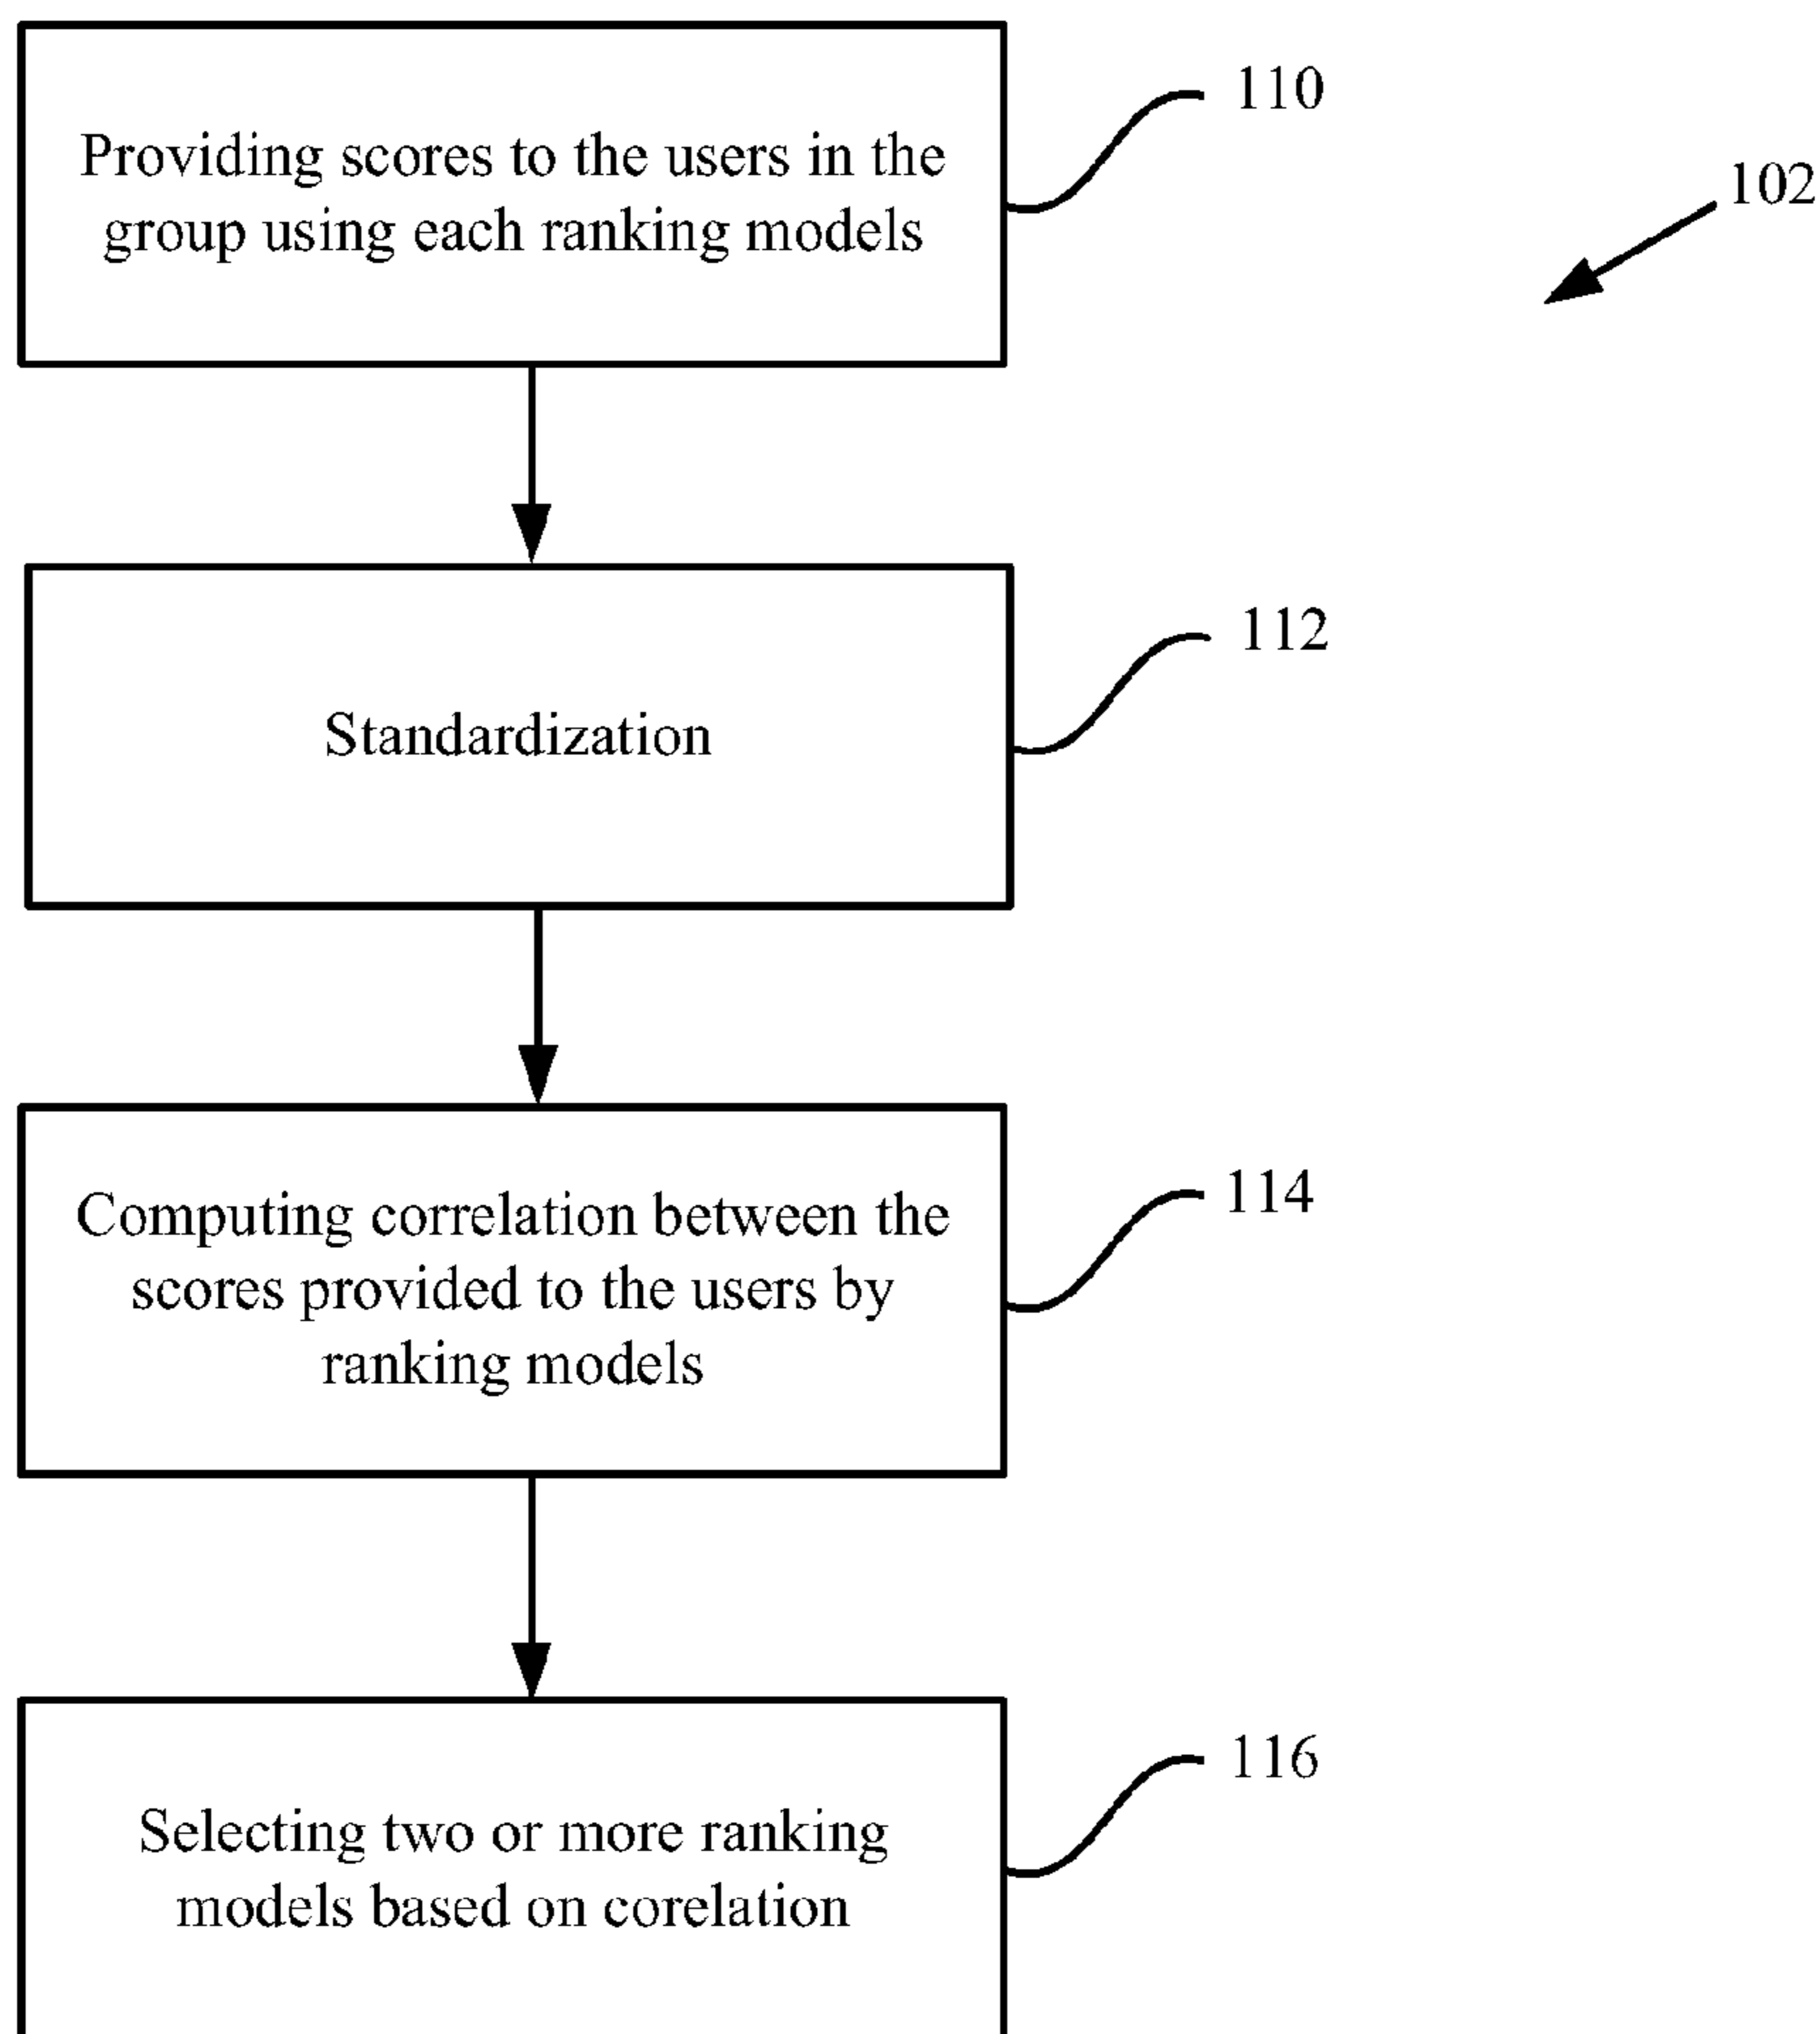 Providing scores to the users in the
group using each ranking models
110
102
Standardization
112
Computing correlation between the
scores provided to the users by
ranking models
114
Selecting two or more ranking
models based on corelation
116